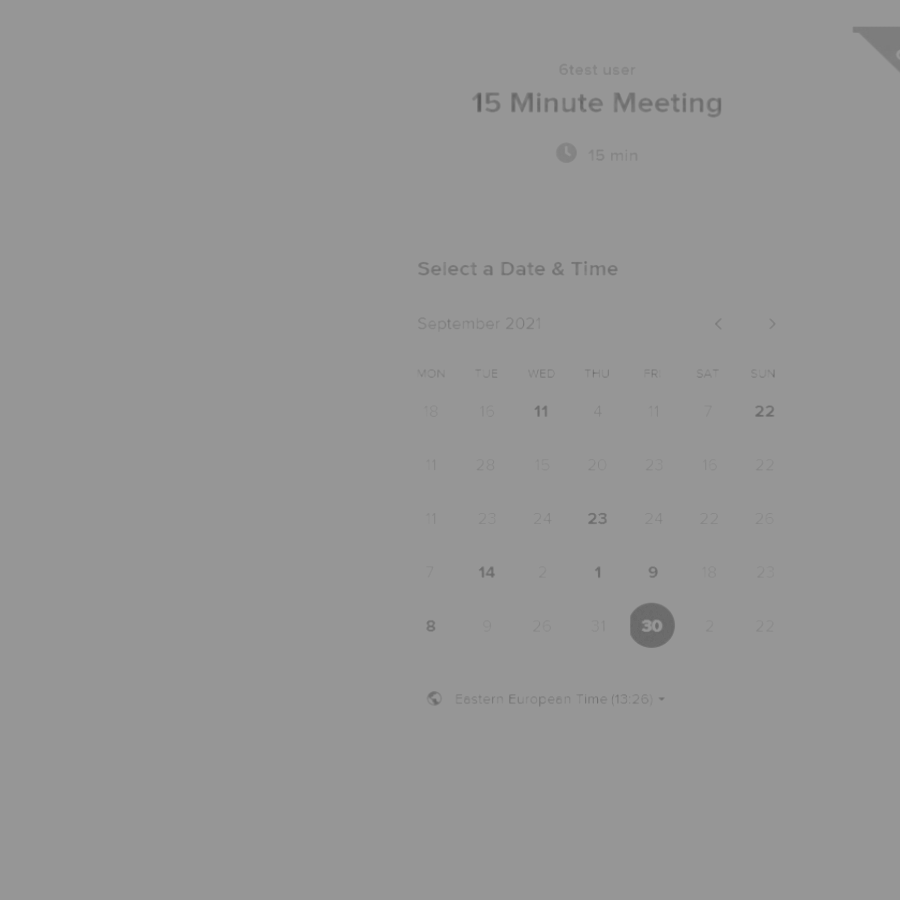 6test user
15 Minute Meeting
15 min
Select a Date & Time
September 2021
MON TUE WED THU FRI SAT SUN
18 16 11 4 11 7 22
11 28 15 20 23 15 22
11 23 24 23 24 22 26
7 14 2 1 9 18 23
8 9 26 31 30 2 22
Eastern European Time (13:26)